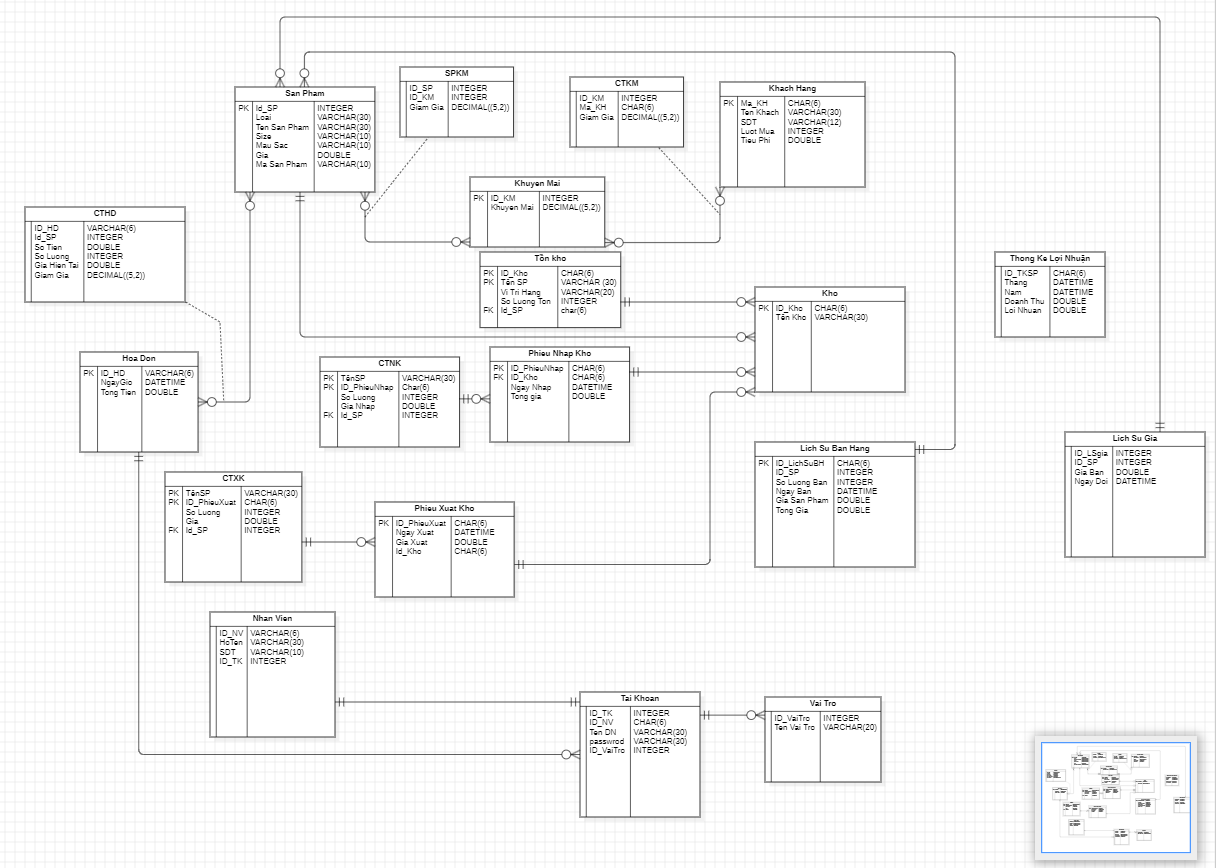 San Pham
PK Id_SP INTEGER
Loai VARCHAR(30)
Ten San Pham VARCHAR(30)
Size VARCHAR(10)
Mau Sac VARCHAR(10)
Gia DOUBLE
Ma San Pham VARCHAR(10)
SPKM
ID_SP INTEGER
ID_KM INTEGER
Giam Gia DECIMAL((5,2))
CTKM
ID_KM INTEGER
Ma_KH CHAR(6)
Giam Gia DECIMAL((5,2))
Khach Hang
PK Ma_KH CHAR(6)
Ten Khach VARCHAR(30)
SDT VARCHAR(12)
Luot Mua INTEGER
Tieu Phi DOUBLE
Khuyen Mai
PK ID_KM INTEGER
Khuyen Mai DECIMAL((5,2))
CTHD
ID_HD VARCHAR(6)
Id_SP INTEGER
So Tien DOUBLE
So Luong INTEGER
Gia Hien Tai DOUBLE
Giam Gia DECIMAL((5,2))
Tồn kho
PK ID_Kho CHAR(6)
PK Tên SP VARCHAR (30)
Vi Tri Hang VARCHAR(20)
So Luong Ton INTEGER
FK Id_SP char(6)
Thong Ke Lợi Nhuận
ID_TKSP CHAR(6)
Thang DATETIME
Nam DATETIME
Doanh Thu DOUBLE
Loi Nhuan DOUBLE
Kho
PK ID_Kho CHAR(6)
Tên Kho VARCHAR(30)
Hoa Don
PK ID_HD VARCHAR(6)
NgayGio DATETIME
Tong Tien DOUBLE
CTNK
PK TênSP VARCHAR(30)
PK ID_PhieuNhap Char(6)
So Luong INTEGER
Gia Nhap DOUBLE
FK Id_SP INTEGER
Phieu Nhap Kho
PK ID_PhieuNhap CHAR(6)
FK ID_Kho CHAR(6)
Ngay Nhap DATETIME
Tong gia DOUBLE
Lich Su Ban Hang
PK ID_LichSuBH CHAR(6)
ID_SP INTEGER
So Luong Ban INTEGER
Ngay Ban DATETIME
Gia San Pham DOUBLE
Tong Gia DOUBLE
Lich Su Gia
ID_LSgia INTEGER
ID_SP INTEGER
Gia Ban DOUBLE
Ngay Doi DATETIME
CTXK
PK TênSP VARCHAR(30)
PK ID_PhieuXuat CHAR(6)
So Luong INTEGER
Gia DOUBLE
FK Id_SP INTEGER
Phieu Xuat Kho
PK ID_PhieuXuat CHAR(6)
Ngay Xuat DATETIME
Gia Xuat DOUBLE
Id_Kho CHAR(6)
Nhan Vien
ID_NV VARCHAR(6)
HoTen VARCHAR(30)
SDT VARCHAR(10)
ID_TK INTEGER
Tai Khoan
ID_TK INTEGER
ID_NV CHAR(6)
Ten DN VARCHAR(30)
passwrod VARCHAR(30)
ID_VaiTro INTEGER
Vai Tro
ID_VaiTro INTEGER
Ten Vai Tro VARCHAR(20)